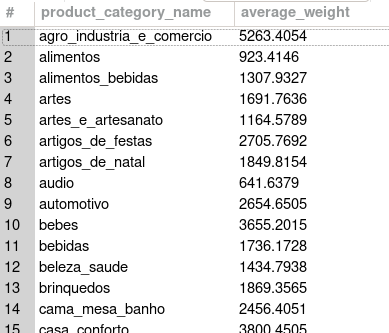 # product_category_name average_weight
1 agro_industria_e_comercio 5263.4054
2 alimentos 923.4146
3 alimentos_bebidas 1307.9327
4 artes 1691.7636
5 artes_e_artesanato 1164.5789
6 artigos_de_festas 2705.7692
7 artigos_de_natal 1849.8154
8 audio 641.6379
9 automotivo 2654.6505
10 bebes 3655.2015
11 bebidas 1736.1728
12 beleza_saude 1434.7938
13 brinquedos 1869.3565
14 cama_mesa_banho 2456.4051
15 casa_conforto 3800.4505